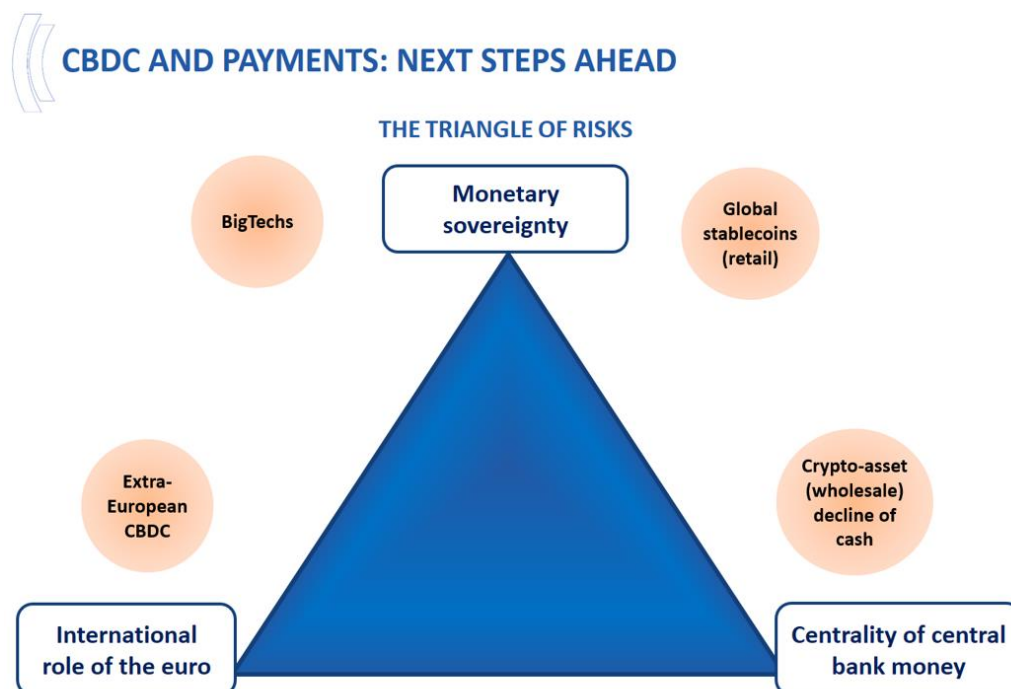 CBDC AND PAYMENTS: NEXT STEPS AHEAD
THE TRIANGLE OF RISKS
BigTechs
Monetary
sovereignty
Global
stablecoins
(retail)
Extra-
European
CBDC
Crypto-asset
(wholesale)
decline of
cash
International
role of the euro
Centrality of central
bank money